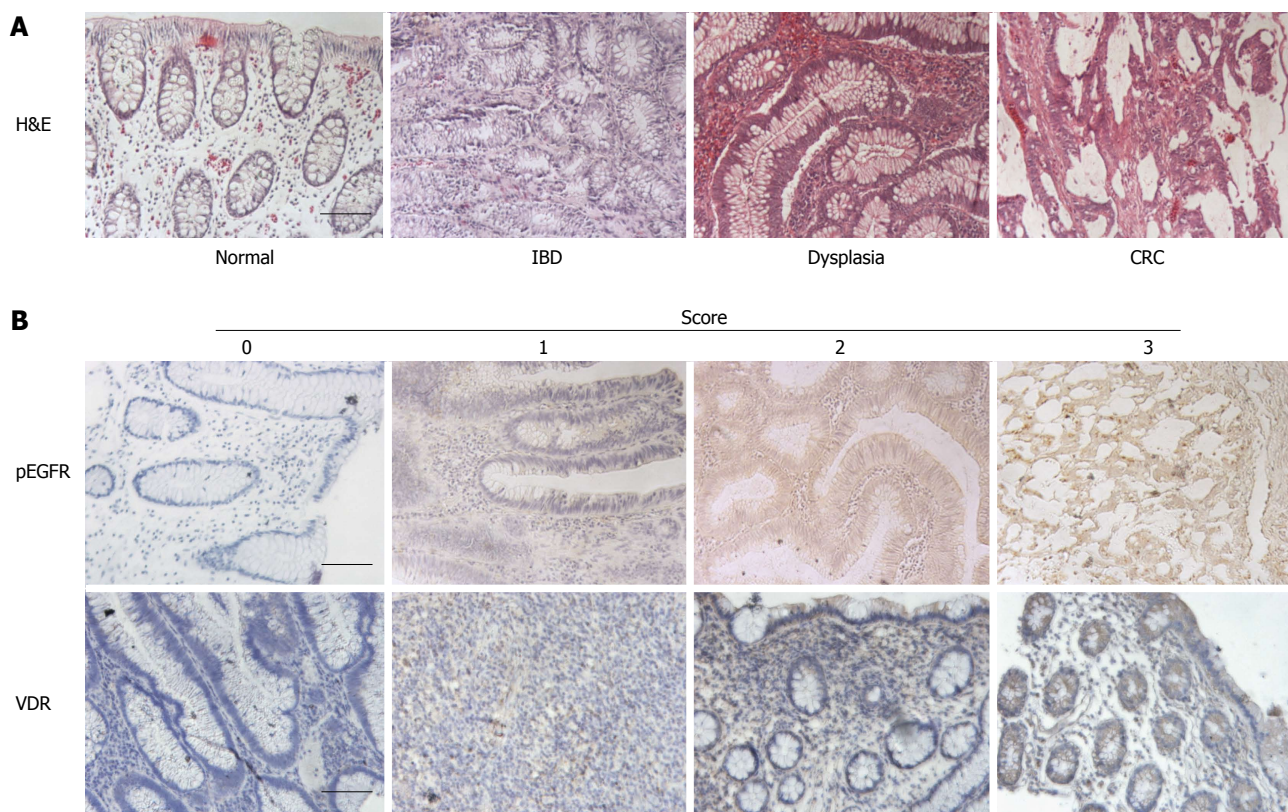 A
H&E
Normal IBD Dysplasia CRC
B
Score
0 1 2 3
pEGFR
VDR